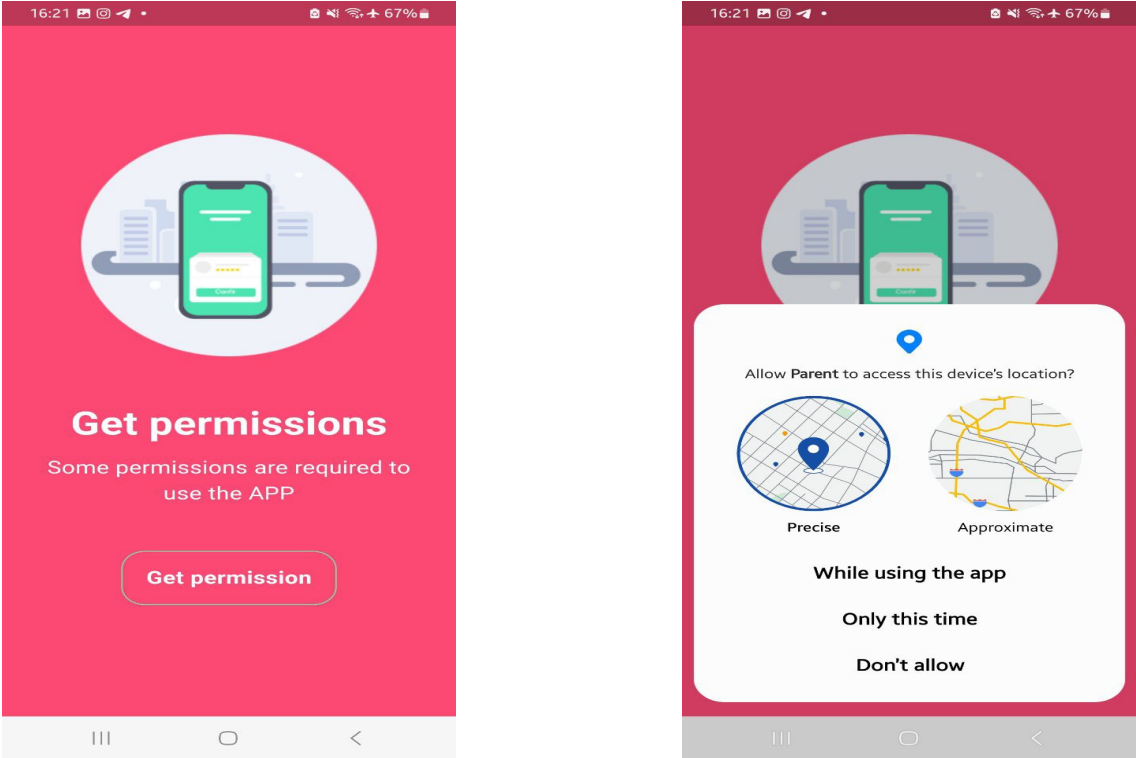 16:21
67%
Get permissions
Some permissions are required to
use the APP
Get permission
16:21
67%
Allow Parent to access this device's location?
Precise
Approximate
While using the app
Only this time
Don't allow